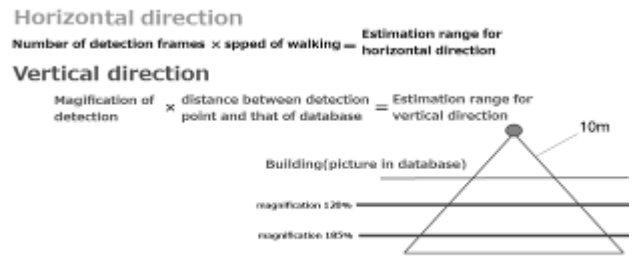 Horizontal direction
Number of detection frames × spped of walking = Estimation range for
horizontal direction
Vertical direction
Magification of
detection
× distance between detection
point and that of database
= Estimation range for
vertical direction
10m
Building(picture in database)
magnification 120%
magnification 185%